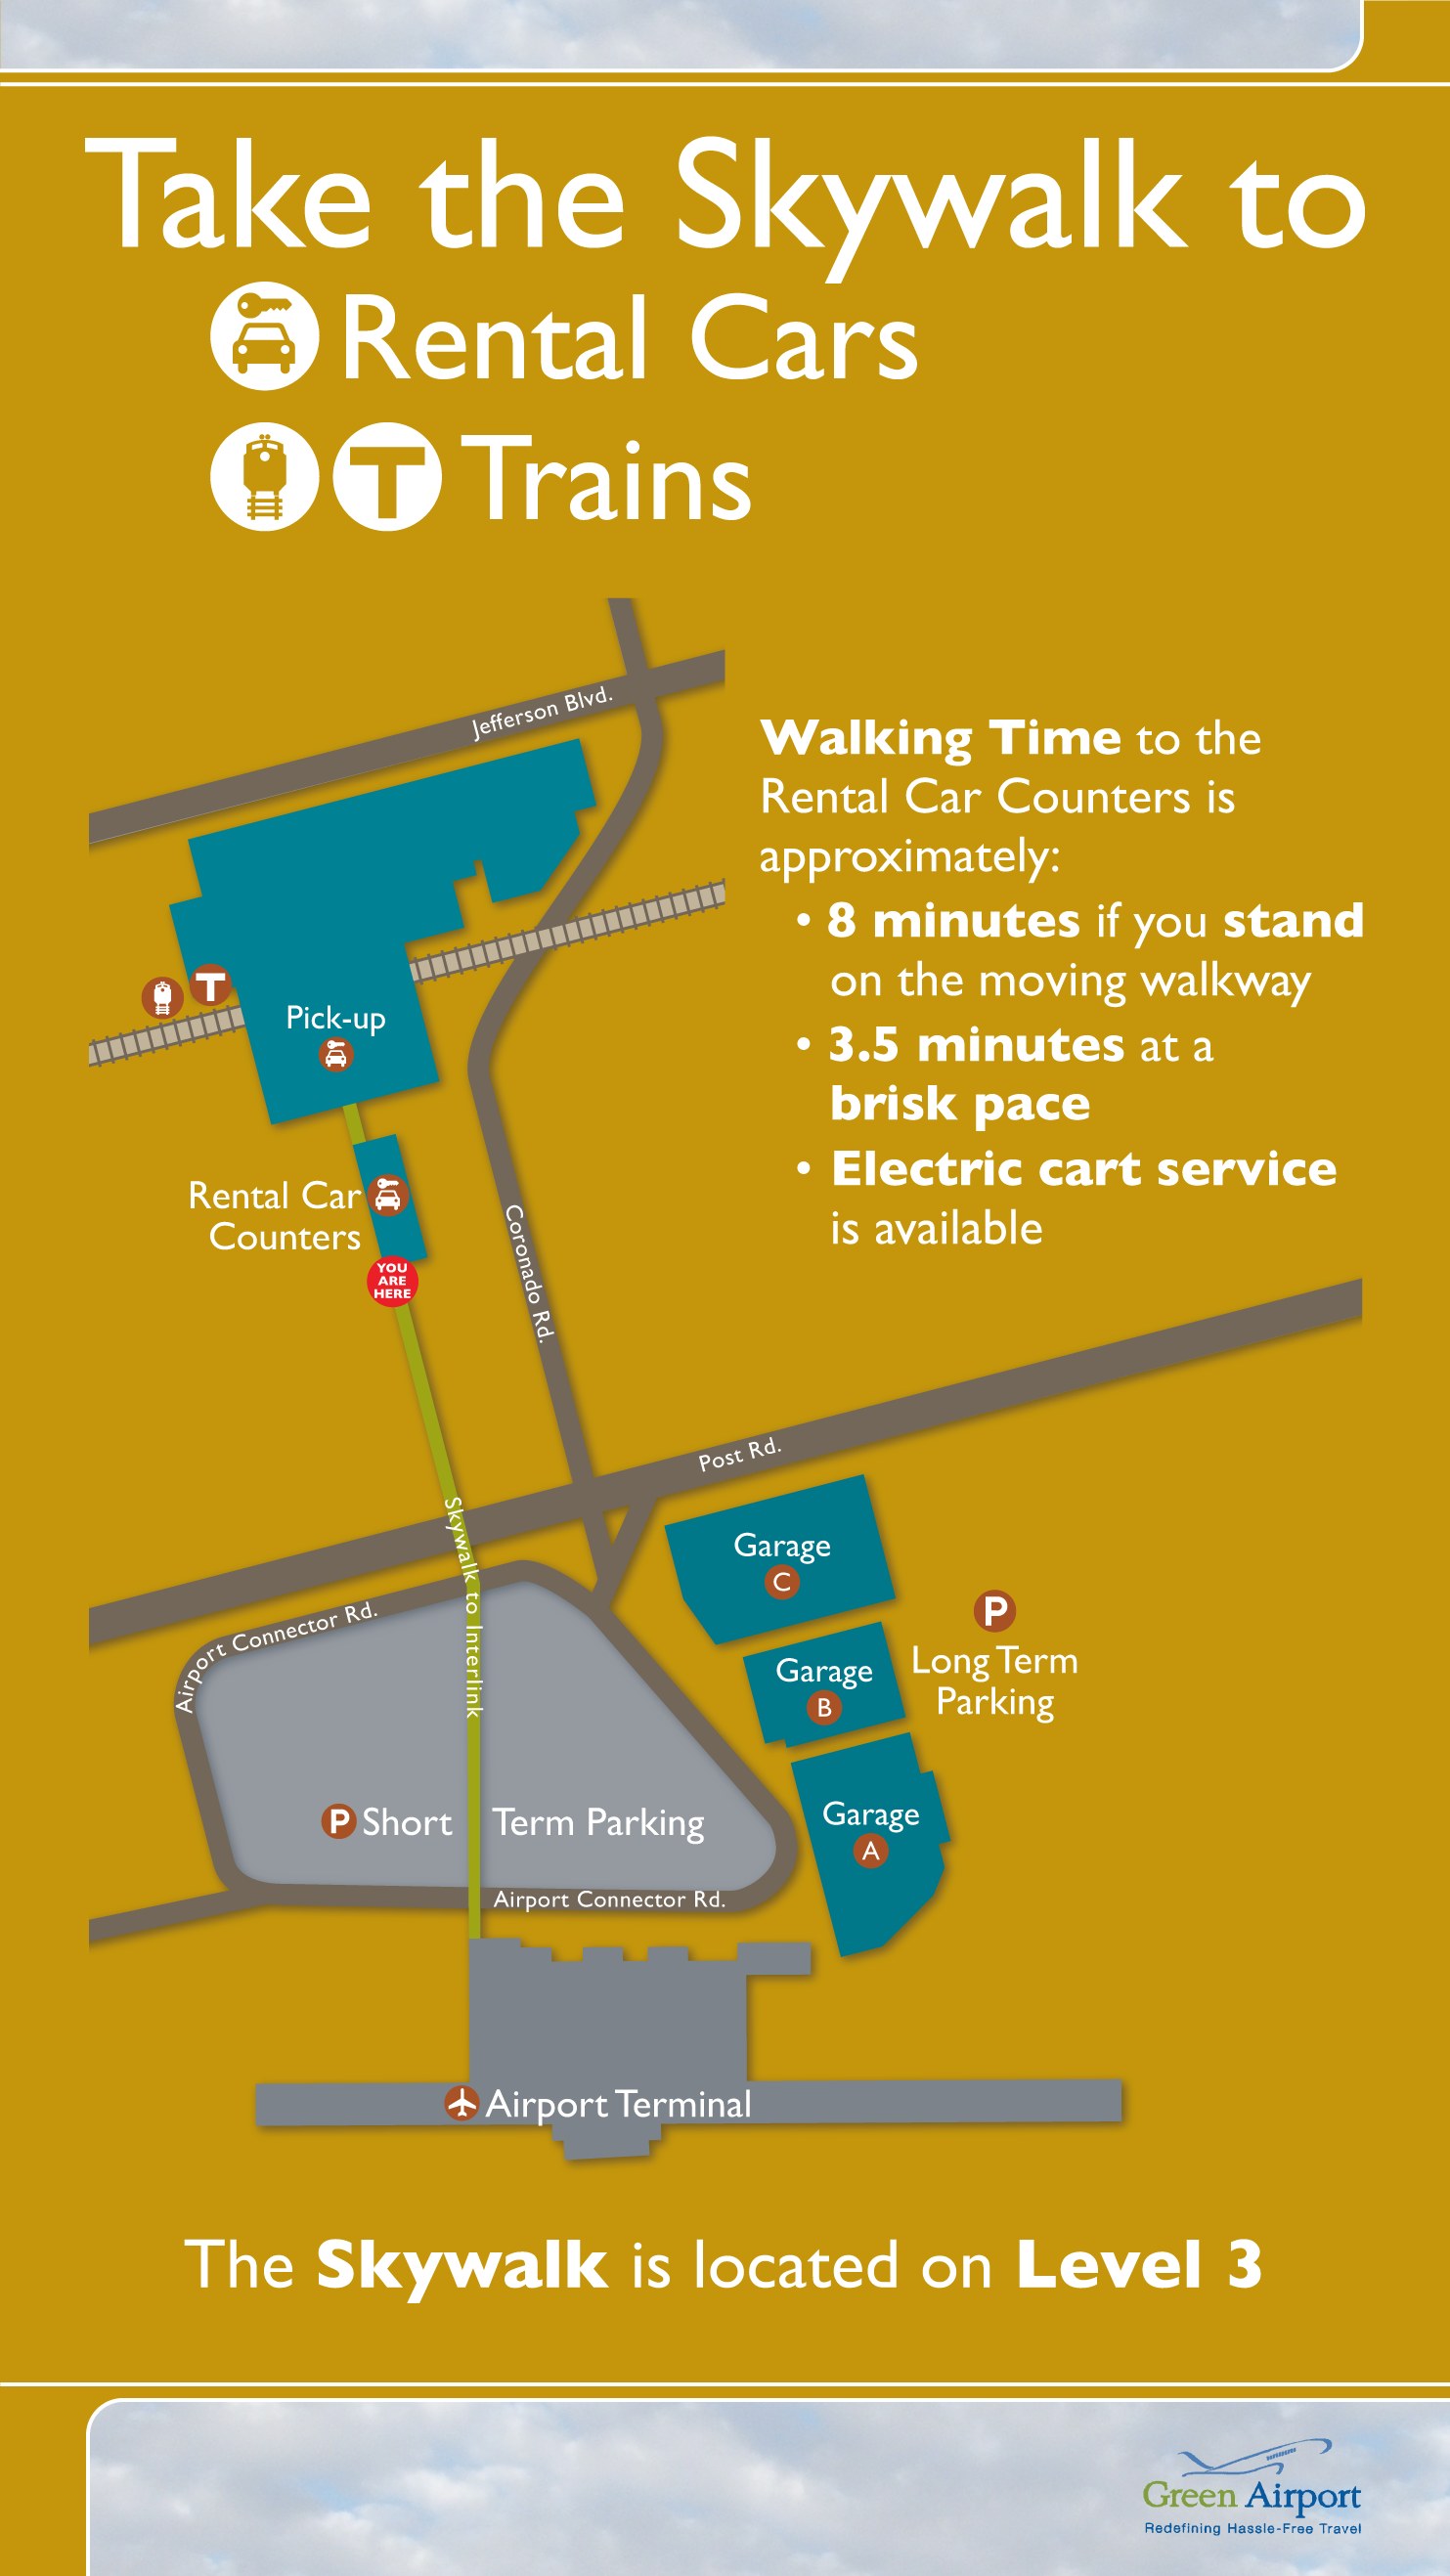 Take the Skywalk to
Rental Cars
T Trains
Jefferson Blvd.
Walking Time to the
Rental Car Counters is
approximately:
• 8 minutes if you stand
on the moving walkway
• 3.5 minutes at a
brisk pace
• Electric cart service
is available
T
Pick-up
Rental Car
Counters
YOU
ARE
HERE
Coronado Rd.
Post Rd.
Skywalk to Interlink
Garage
C
Airport Connector Rd.
P
Long Term
Parking
Garage
B
P Short Term Parking
Garage
A
Airport Connector Rd.
Airport Terminal
The Skywalk is located on Level 3
Green Airport
Redefining Hassle-Free Travel